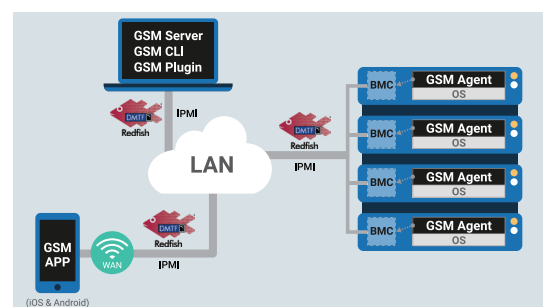 GSM Server
GSM CLI
GSM Plugin
DMTF
Redfish
IPMI
LAN
DMTF
Redfish
IPMI
BMC
GSM Agent
OS
BMC
GSM Agent
OS
BMC
GSM Agent
OS
BMC
GSM Agent
OS
GSM
APP
WAN
DMTF
Redfish
IPMI
(iOS & Android)